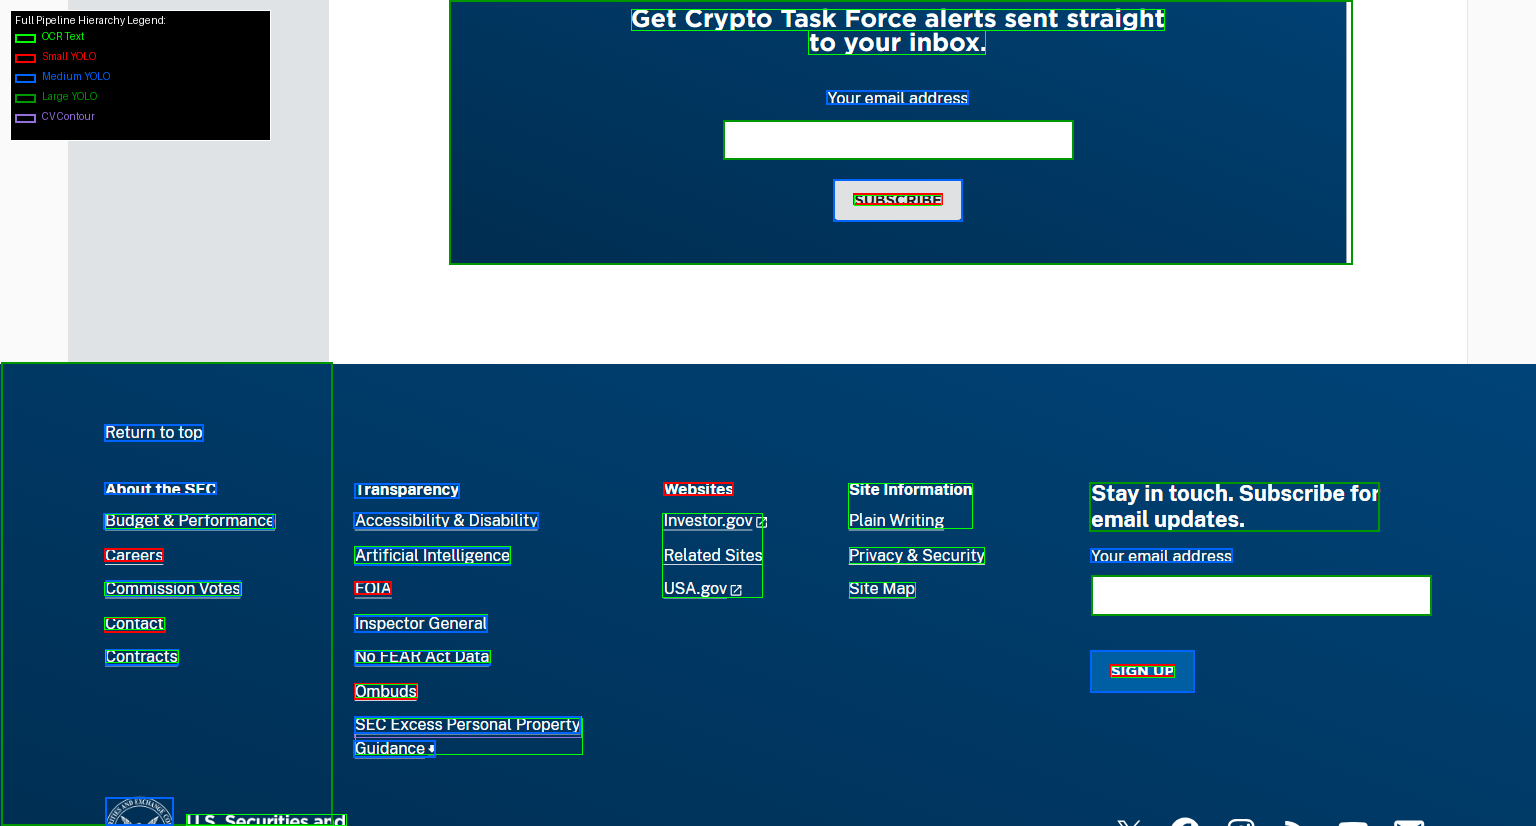 Full Pipeline Hierarchy Legend:
OCR Text
Small YOLO
Medium YOLO
Large YOLO
CV Contour
Get Crypto Task Force alerts sent straight
to your inbox.
Your email address
SUBSCRIBE
Return to top
About the SEC
Budget & Performance
Careers
Commission Votes
Contact
Contracts
Transparency
Accessibility & Disability
Artificial Intelligence
FOIA
Inspector General
No FEAR Act Data
Ombuds
SEC Excess Personal Property
Guidance
Websites
Investor.gov
Related Sites
USA.gov
Site Information
Plain Writing
Privacy & Security
Site Map
Stay in touch. Subscribe for
email updates.
Your email address
SIGN UP
U.S. Securities and